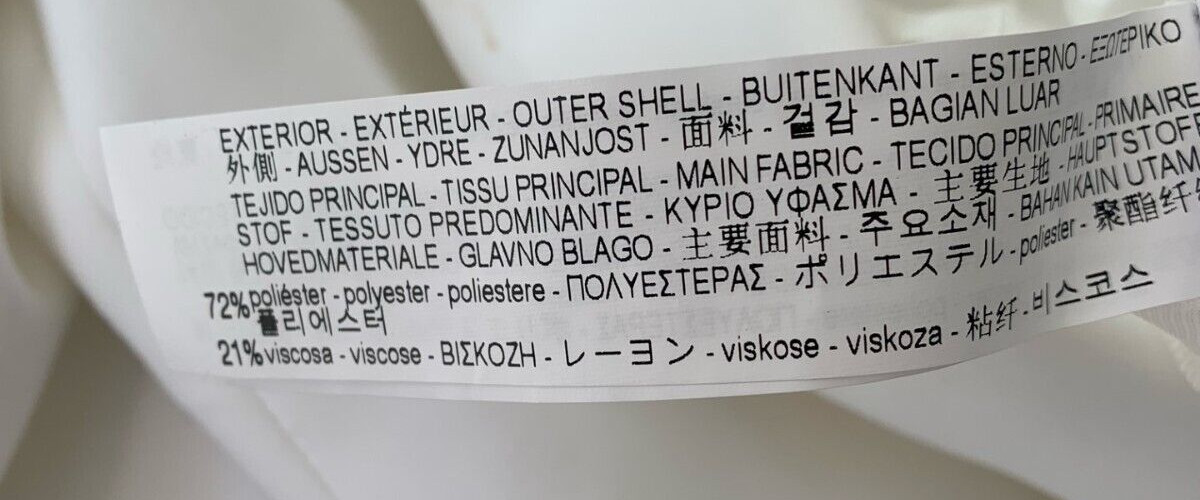 EXTERIOR - EXTÉRIEUR - OUTER SHELL - BUITENKANT - ESTERNO - ΕΞΩΤΕΡΙΚΟ
外側 - AUSSEN - YDRE - ZUNANJOST - 面料 - 겉감 - BAGIAN LUAR
TEJIDO PRINCIPAL - TISSU PRINCIPAL - MAIN FABRIC - TECIDO PRINCIPAL - PRIMAIRE
STOF - TESSUTO PREDOMINANTE - ΚΥΡΙΟ ΥΦΑΣΜΑ - 主要生地 - HAUPTSTOFF
HOVEDMATERIALE - GLAVNO BLAGO - 主要面料 - 주요소재 - BAHAN KAIN UTAM
72% poliéster - polyester - poliestere - ΠΟΛΥΕΣΤΕΡΑΣ - ポリエステル - poliester - 聚酯纤
폴리에스터
21% viscosa - viscose - ΒΙΣΚΟΖΗ - レーヨン - viskose - viskoza - 粘纤 - 비스코스